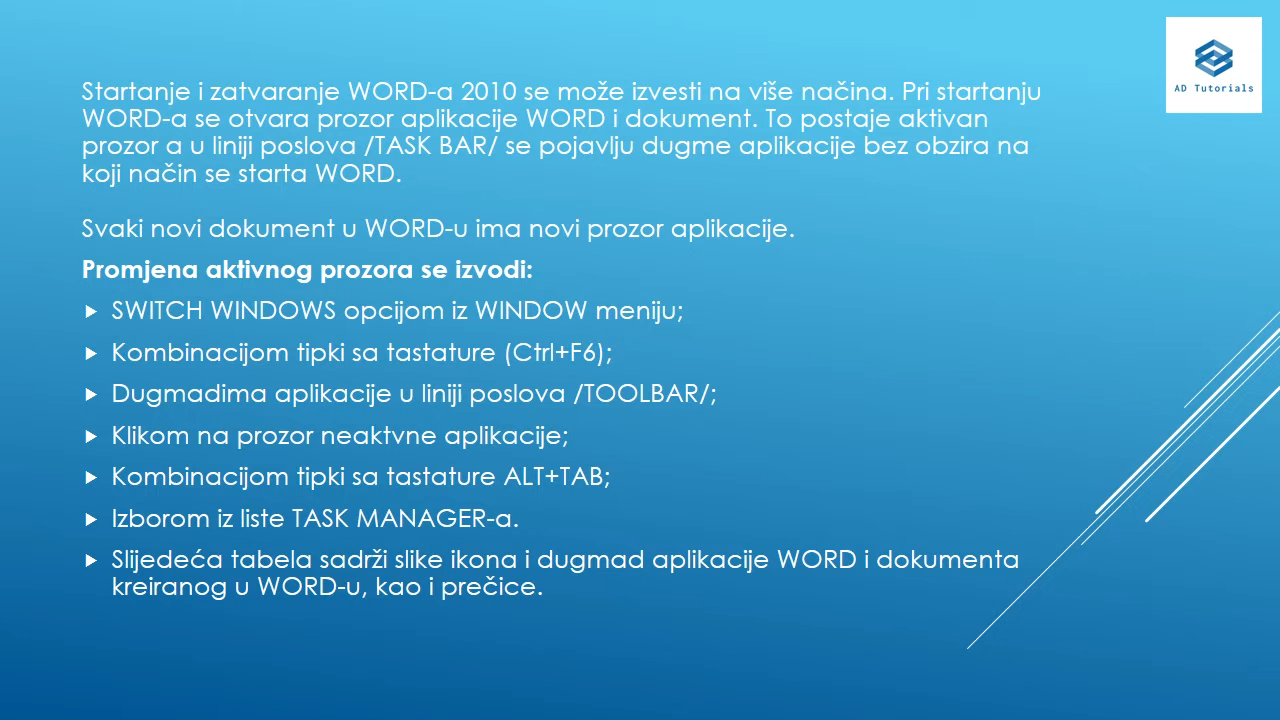 AD Tutorials
Startanje i zatvaranje WORD-a 2010 se može izvesti na više načina. Pri startanju
WORD-a se otvara prozor aplikacije WORD i dokument. To postaje aktivan
prozor a u liniji poslova /TASK BAR/ se pojavlju dugme aplikacije bez obzira na
koji način se starta WORD.
Svaki novi dokument u WORD-u ima novi prozor aplikacije.
Promjena aktivnog prozora se izvodi:
SWITCH WINDOWS opcijom iz WINDOW meniju;
Kombinacijom tipki sa tastature (Ctrl+F6);
Dugmadima aplikacije u liniji poslova /TOOLBAR/;
Klikom na prozor neaktvne aplikacije;
Kombinacijom tipki sa tastature ALT+TAB;
Izborom iz liste TASK MANAGER-a.
Slijedeća tabela sadrži slike ikona i dugmad aplikacije WORD i dokumenta
kreiranog u WORD-u, kao i prečice.